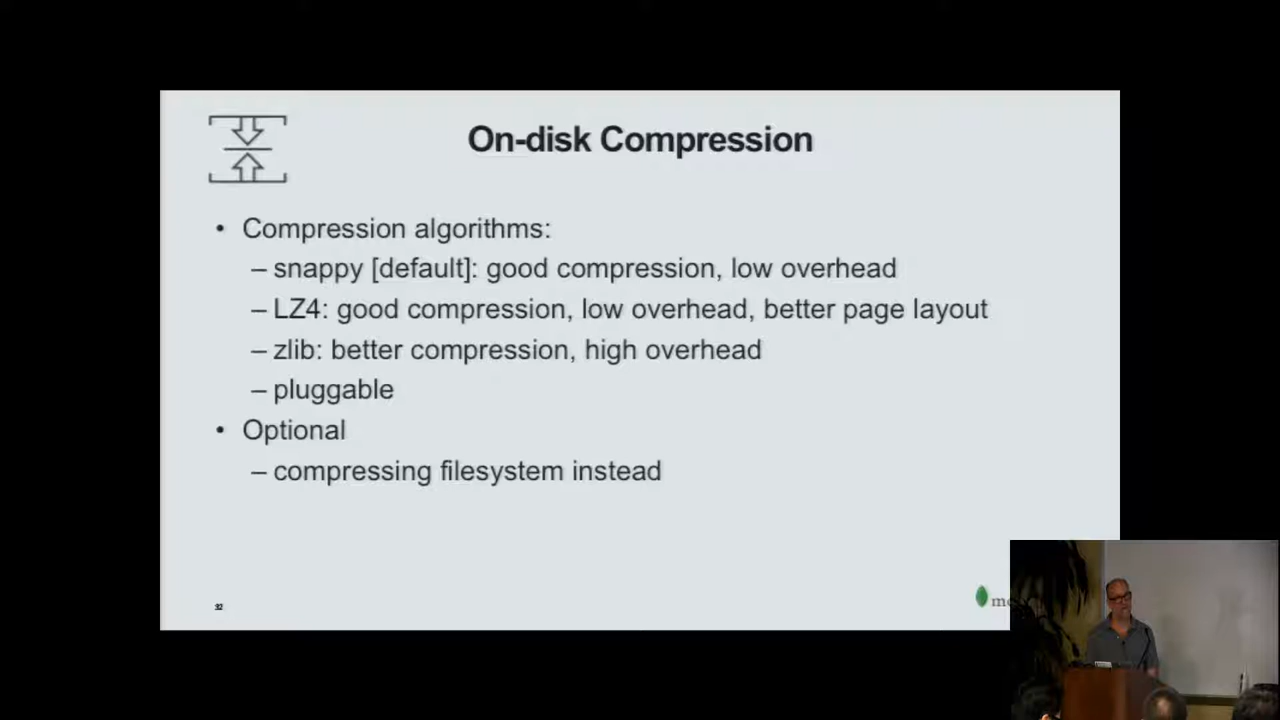 On-disk Compression
• Compression algorithms:
– snappy [default]: good compression, low overhead
– LZ4: good compression, low overhead, better page layout
– zlib: better compression, high overhead
– pluggable
• Optional
– compressing filesystem instead
32